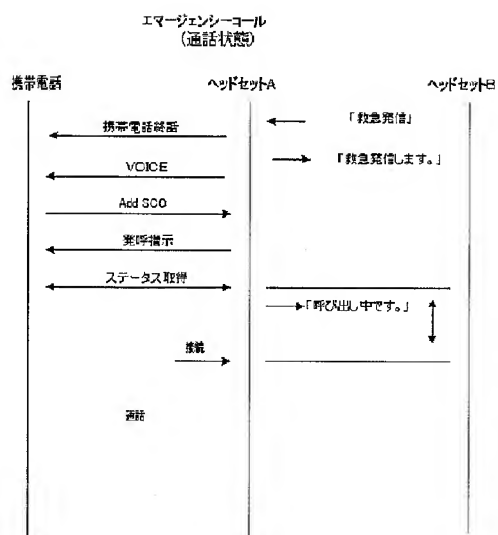 エマージェンシーコール
(通話状態)
携帯電話
ヘッドセットA
ヘッドセットB
携帯電話終話
「救急発信」
「救急発信します。」
VOICE
Add SCO
発呼指示
ステータス取得
「呼び出し中です。」
接続
通話